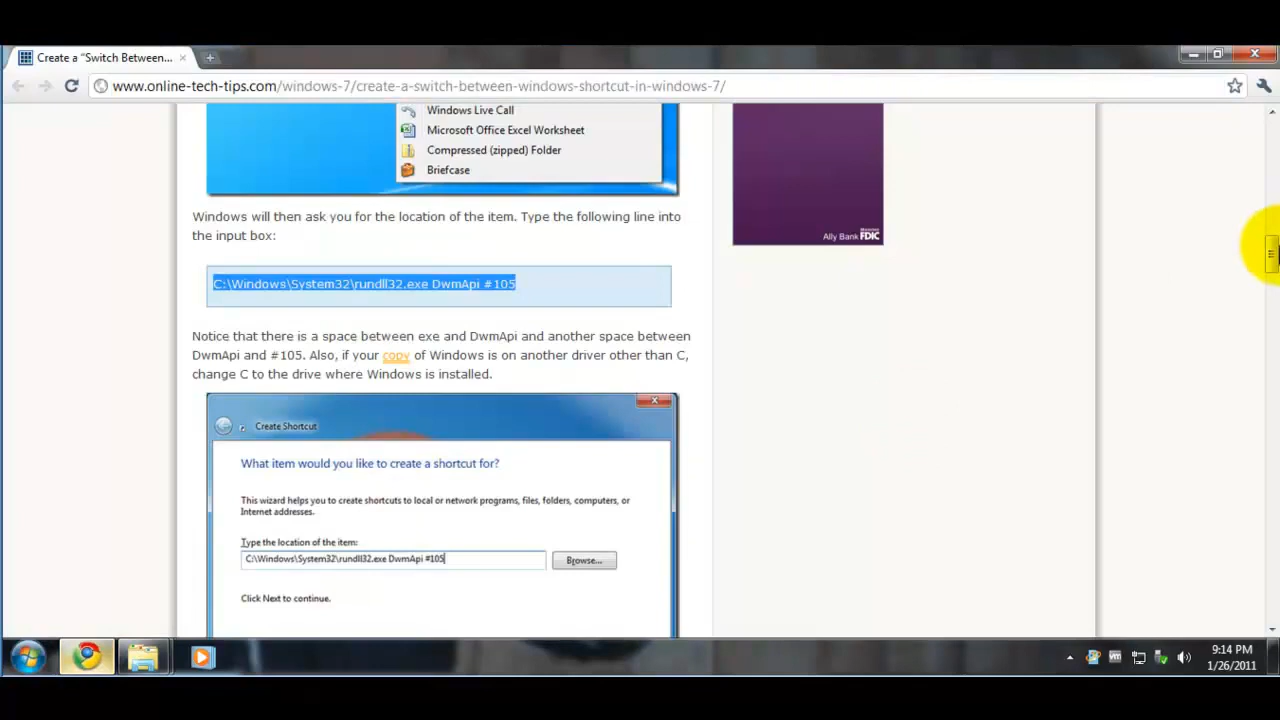 Create a "Switch Between...
www.online-tech-tips.com/windows-7/create-a-switch-between-windows-shortcut-in-windows-7/
Windows Live Call
Microsoft Office Excel Worksheet
Compressed (zipped) Folder
Briefcase
Ally Bank FDIC
Windows will then ask you for the location of the item. Type the following line into
the input box:
C:\Windows\System32\rundll32.exe DwmApi #105
Notice that there is a space between exe and DwmApi and another space between
DwmApi and #105. Also, if your copy of Windows is on another driver other than C,
change C to the drive where Windows is installed.
Create Shortcut
What item would you like to create a shortcut for?
This wizard helps you to create shortcuts to local or network programs, files, folders, computers, or
Internet addresses.
Type the location of the item:
C:\Windows\System32\rundll32.exe DwmApi #105
Browse...
Click Next to continue.
9:14 PM
1/26/2011